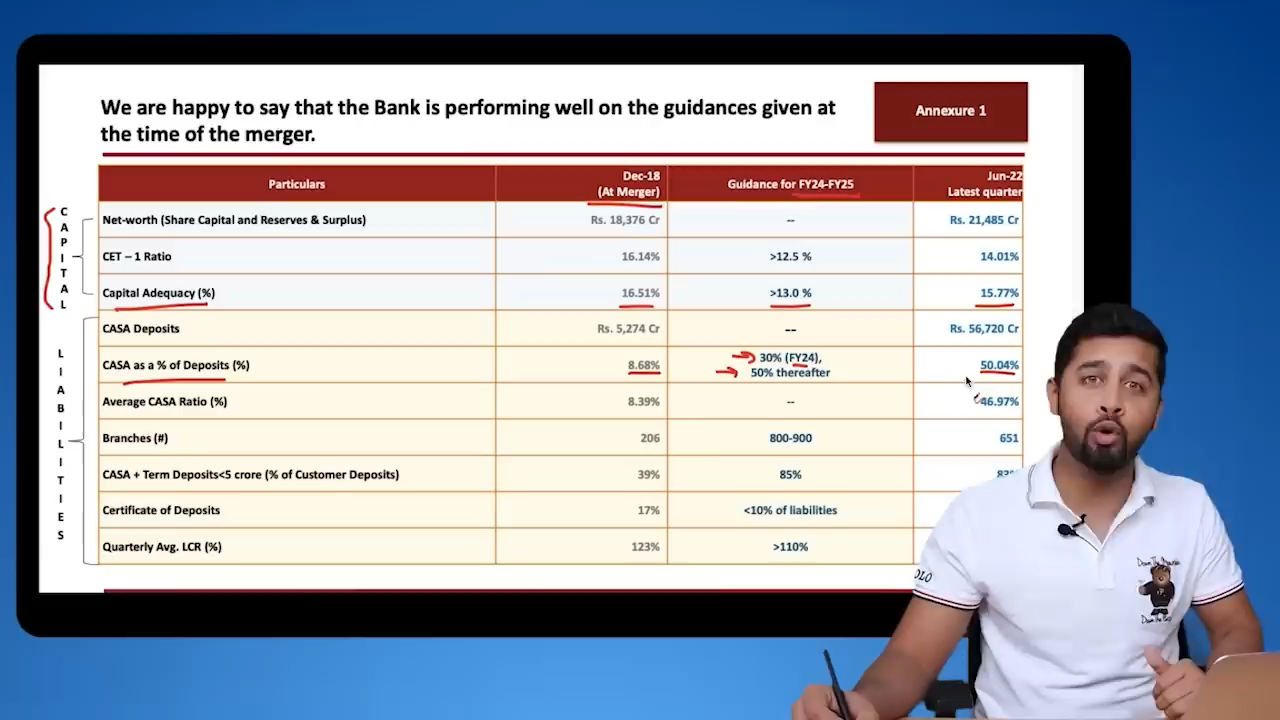 We are happy to say that the Bank is performing well on the guidances given at
the time of the merger.
Annexure 1
Particulars
Dec-18
(At Merger)
Guidance for FY24-FY25
Jun-22
Latest quarter
CAPITAL
Net-worth (Share Capital and Reserves & Surplus) Rs. 18,376 Cr -- Rs. 21,485 Cr
CET – 1 Ratio 16.14% >12.5 % 14.01%
Capital Adequacy (%) 16.51% >13.0 % 15.77%
LIABILITIES
CASA Deposits Rs. 5,274 Cr -- Rs. 56,720 Cr
CASA as a % of Deposits (%) 8.68% 30% (FY24), 50.04%
50% thereafter
Average CASA Ratio (%) 8.39% -- 46.97%
Branches (#) 206 800-900 651
CASA + Term Deposits<5 crore (% of Customer Deposits) 39% 85%
Certificate of Deposits 17% <10% of liabilities
Quarterly Avg. LCR (%) 123% >110%